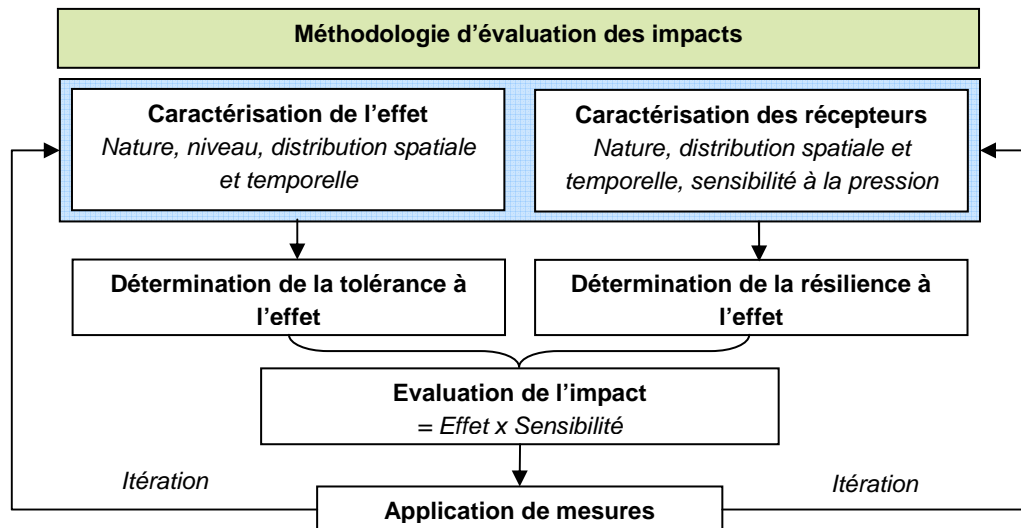 Méthodologie d'évaluation des impacts
Caractérisation de l'effet
Nature, niveau, distribution spatiale
et temporelle
Caractérisation des récepteurs
Nature, distribution spatiale et
temporelle, sensibilité à la pression
Détermination de la tolérance à
l'effet
Détermination de la résilience à
l'effet
Evaluation de l'impact
= Effet x Sensibilité
Itération
Application de mesures
Itération